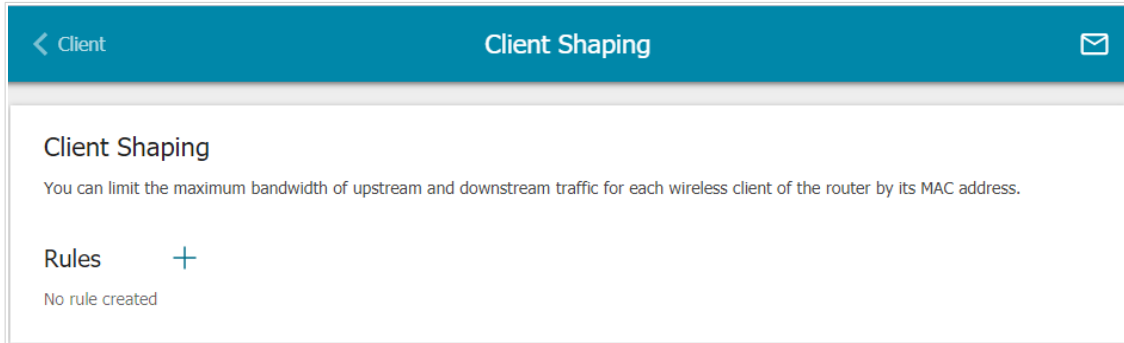 Client
Client Shaping
Client Shaping
You can limit the maximum bandwidth of upstream and downstream traffic for each wireless client of the router by its MAC address.
Rules
No rule created